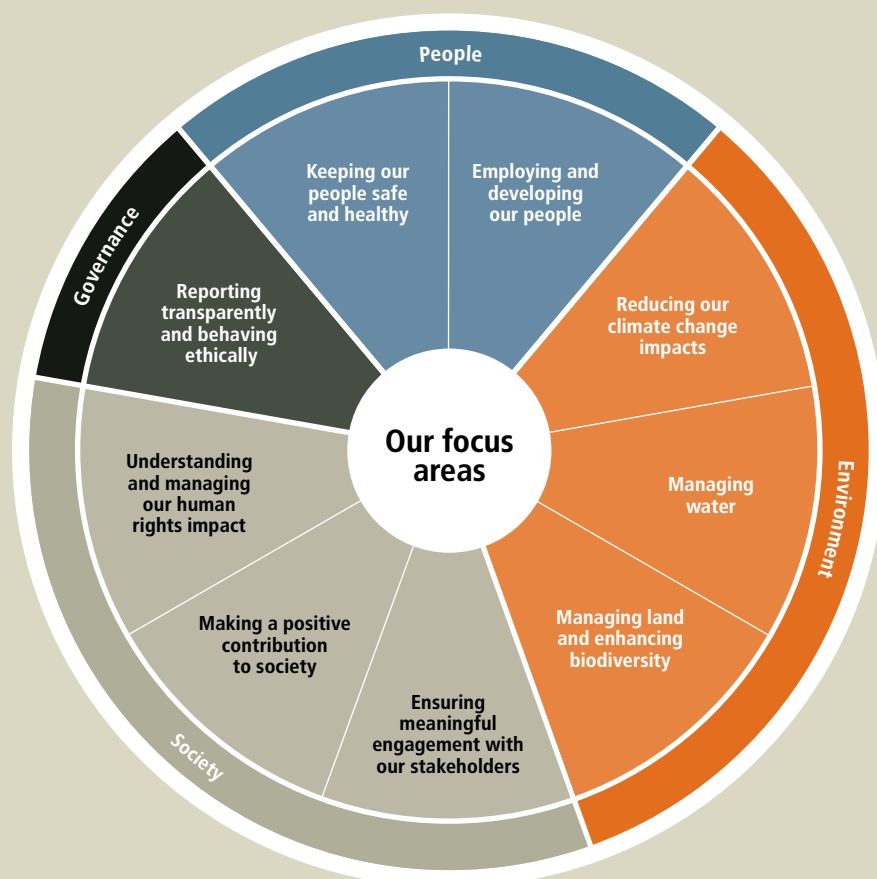 People
Keeping our
people safe
and healthy
Employing and
developing
our people
Environment
Reducing our
climate change
impacts
Managing
water
Managing land
and enhancing
biodiversity
Society
Ensuring
meaningful
engagement with
our stakeholders
Making a positive
contribution
to society
Understanding
and managing
our human
rights impact
Governance
Reporting
transparently
and behaving
ethically
Our focus
areas